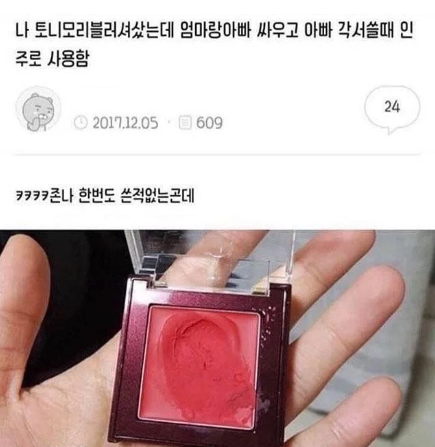 나 토니모리블러셔샀는데 엄마랑아빠 싸우고 아빠 각서쓸때 인
주로 사용함
2017.12.05 · 609
24
ㅋㅋㅋㅋ존나 한번도 쓴적없는곤데